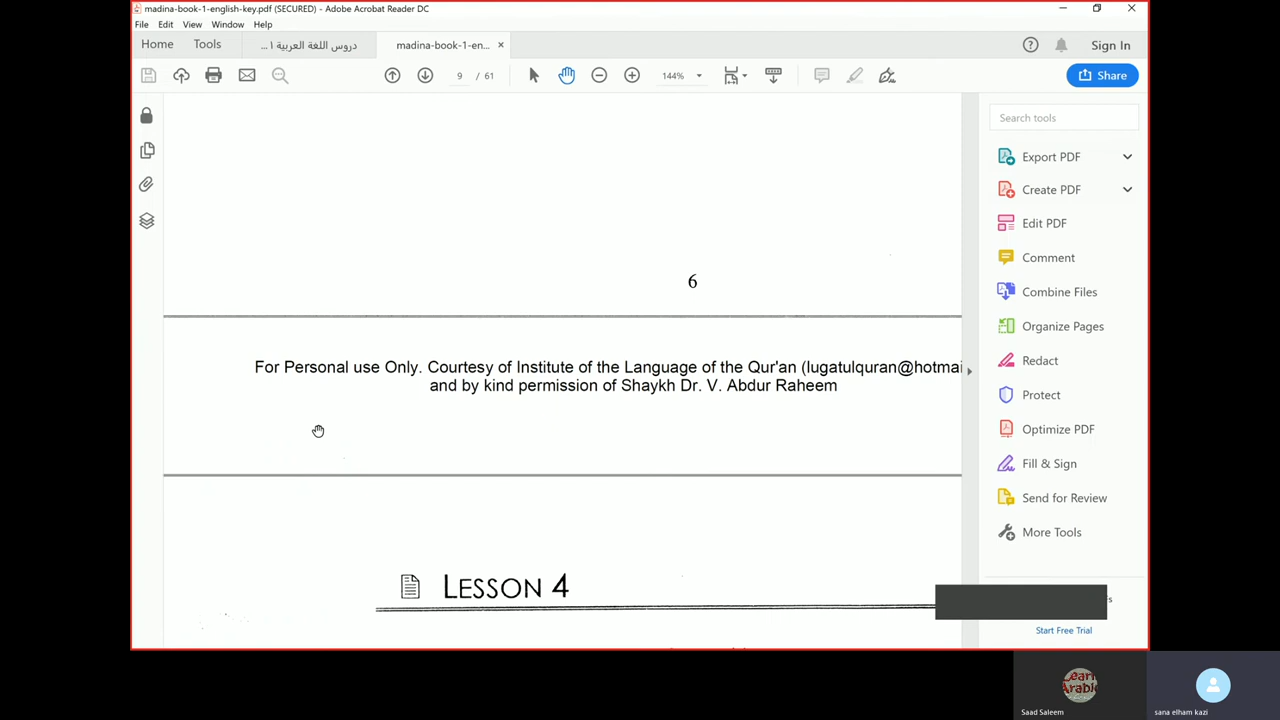 madina-book-1-english-key.pdf (SECURED) - Adobe Acrobat Reader DC
File Edit View Window Help
Home Tools دروس اللغة العربية ١ ... madina-book-1-en... ×
Sign In
9 / 61 144%
Share
Search tools
Export PDF
Create PDF
Edit PDF
6
Comment
Combine Files
Organize Pages
For Personal use Only. Courtesy of Institute of the Language of the Qur'an (lugatulquran@hotmai
and by kind permission of Shaykh Dr. V. Abdur Raheem
Redact
Protect
Optimize PDF
Fill & Sign
Send for Review
More Tools
LESSON 4
Start Free Trial
Learn Arabic
Saad Saleem
sana elham kazi